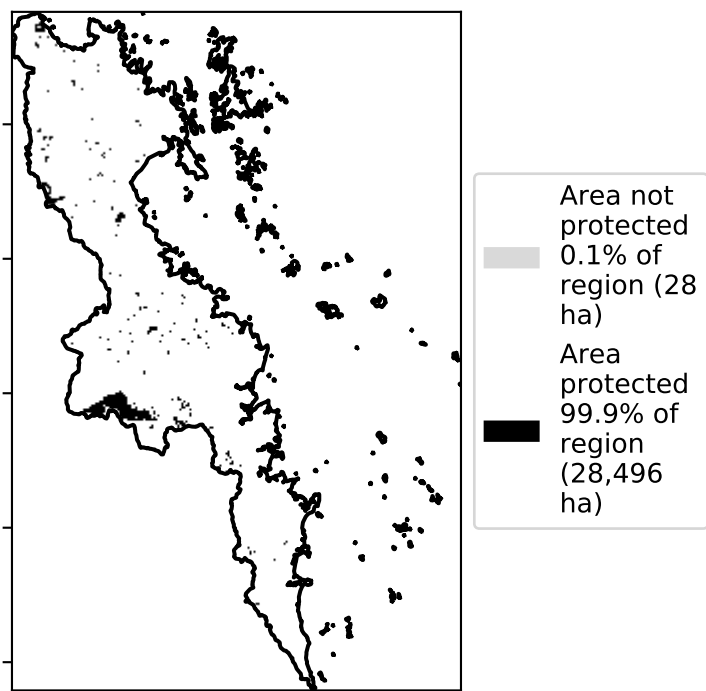 Area not
protected
0.1% of
region (28
ha)
Area
protected
99.9% of
region
(28,496
ha)